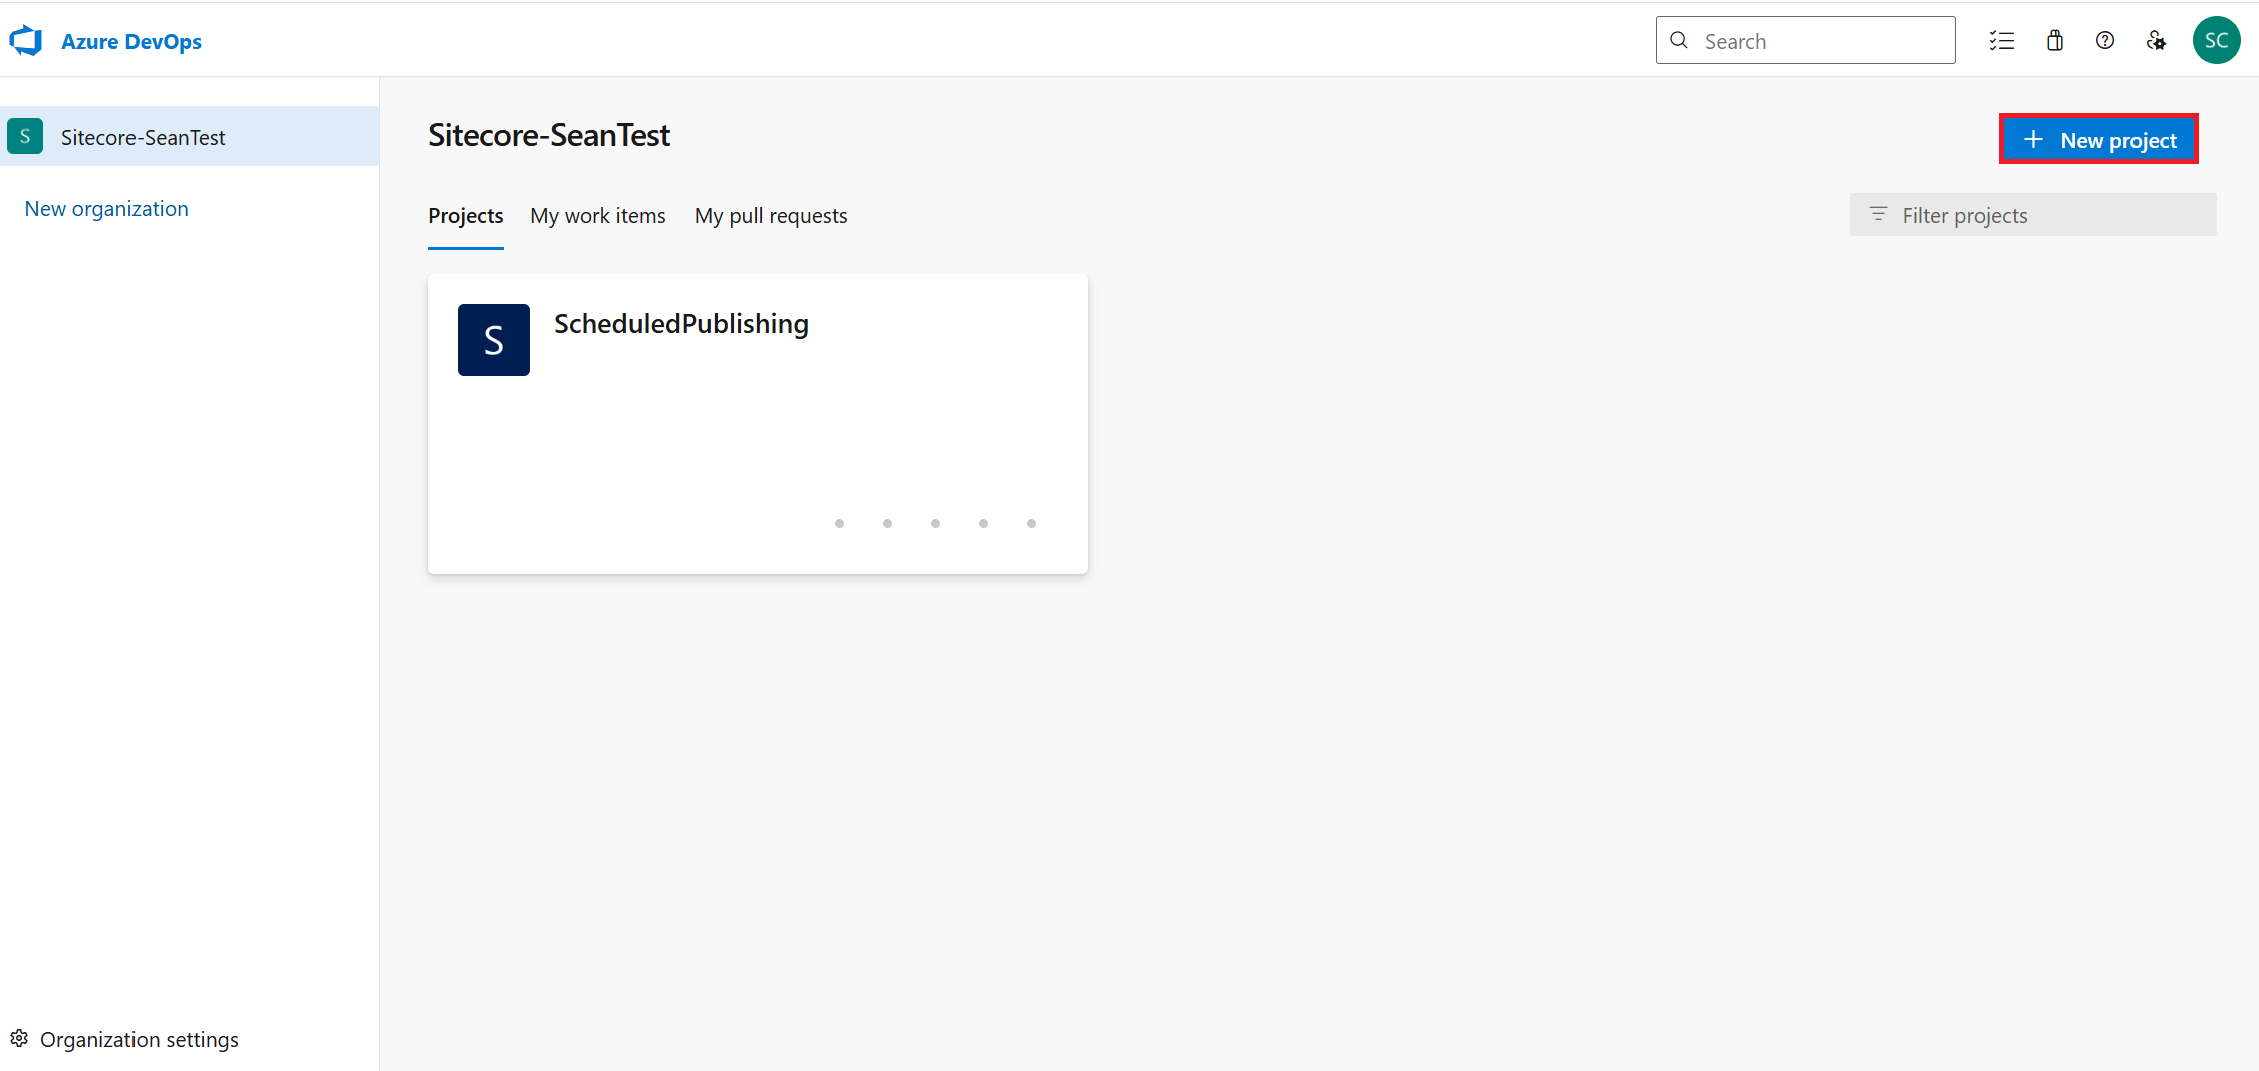 Azure DevOps
Search
SC
S
Sitecore-SeanTest
New organization
Organization settings
Sitecore-SeanTest
New project
Projects
My work items
My pull requests
Filter projects
S
ScheduledPublishing